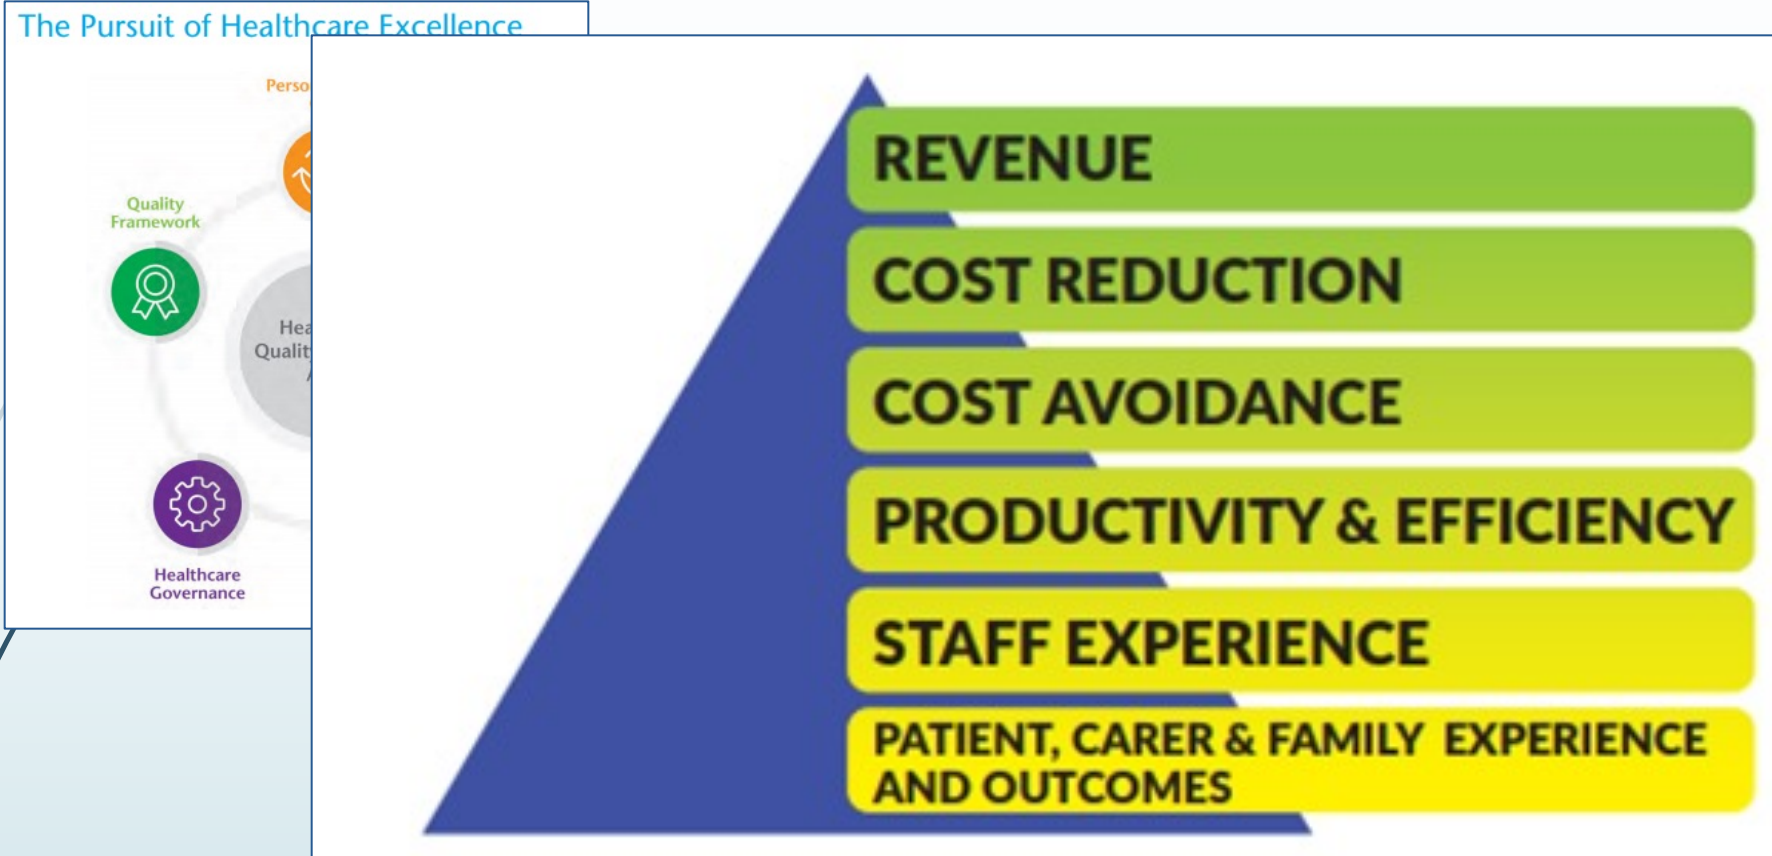 The Pursuit of Healthcare Excellence
Quality
Framework
Healthcare
Governance
REVENUE
COST REDUCTION
COST AVOIDANCE
PRODUCTIVITY & EFFICIENCY
STAFF EXPERIENCE
PATIENT, CARER & FAMILY EXPERIENCE
AND OUTCOMES